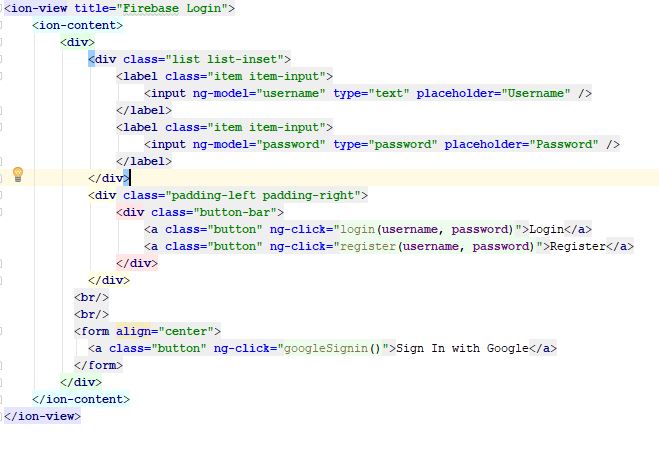 <ion-view title="Firebase Login">
    <ion-content>
        <div>
            <div class="list list-inset">
                <label class="item item-input">
                    <input ng-model="username" type="text" placeholder="Username" />
                </label>
                <label class="item item-input">
                    <input ng-model="password" type="password" placeholder="Password" />
                </label>
            </div>
            <div class="padding-left padding-right">
                <div class="button-bar">
                    <a class="button" ng-click="login(username, password)">Login</a>
                    <a class="button" ng-click="register(username, password)">Register</a>
                </div>
            </div>
          <br/>
          <br/>
          <form align="center">
            <a class="button" ng-click="googleSignin()">Sign In with Google</a>
          </form>
        </div>
    </ion-content>
</ion-view>